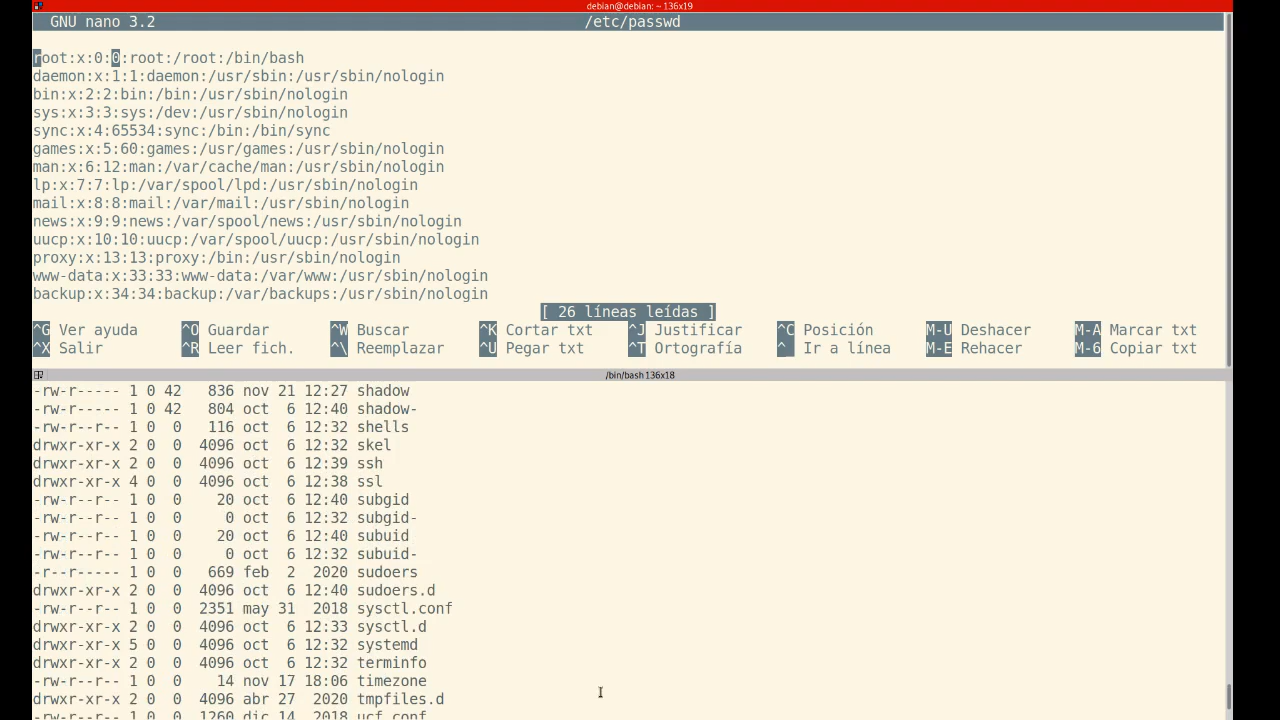 debian@debian: ~ 136x19
GNU nano 3.2 /etc/passwd
root:x:0:0:root:/root:/bin/bash
daemon:x:1:1:daemon:/usr/sbin:/usr/sbin/nologin
bin:x:2:2:bin:/bin:/usr/sbin/nologin
sys:x:3:3:sys:/dev:/usr/sbin/nologin
sync:x:4:65534:sync:/bin:/bin/sync
games:x:5:60:games:/usr/games:/usr/sbin/nologin
man:x:6:12:man:/var/cache/man:/usr/sbin/nologin
lp:x:7:7:lp:/var/spool/lpd:/usr/sbin/nologin
mail:x:8:8:mail:/var/mail:/usr/sbin/nologin
news:x:9:9:news:/var/spool/news:/usr/sbin/nologin
uucp:x:10:10:uucp:/var/spool/uucp:/usr/sbin/nologin
proxy:x:13:13:proxy:/bin:/usr/sbin/nologin
www-data:x:33:33:www-data:/var/www:/usr/sbin/nologin
backup:x:34:34:backup:/var/backups:/usr/sbin/nologin
[ 26 líneas leídas ]
^G Ver ayuda ^O Guardar ^W Buscar ^K Cortar txt ^J Justificar ^C Posición M-U Deshacer M-A Marcar txt
^X Salir ^R Leer fich. ^\ Reemplazar ^U Pegar txt ^T Ortografía ^_ Ir a línea M-E Rehacer M-6 Copiar txt
/bin/bash 136x18
-rw-r----- 1 0 42 836 nov 21 12:27 shadow
-rw-r----- 1 0 42 804 oct 6 12:40 shadow-
-rw-r--r-- 1 0 0 116 oct 6 12:32 shells
drwxr-xr-x 2 0 0 4096 oct 6 12:32 skel
drwxr-xr-x 2 0 0 4096 oct 6 12:39 ssh
drwxr-xr-x 4 0 0 4096 oct 6 12:38 ssl
-rw-r--r-- 1 0 0 20 oct 6 12:40 subgid
-rw-r--r-- 1 0 0 0 oct 6 12:32 subgid-
-rw-r--r-- 1 0 0 20 oct 6 12:40 subuid
-rw-r--r-- 1 0 0 0 oct 6 12:32 subuid-
-r--r----- 1 0 0 669 feb 2 2020 sudoers
drwxr-xr-x 2 0 0 4096 oct 6 12:40 sudoers.d
-rw-r--r-- 1 0 0 2351 may 31 2018 sysctl.conf
drwxr-xr-x 2 0 0 4096 oct 6 12:33 sysctl.d
drwxr-xr-x 5 0 0 4096 oct 6 12:32 systemd
drwxr-xr-x 2 0 0 4096 oct 6 12:32 terminfo
-rw-r--r-- 1 0 0 14 nov 17 18:06 timezone
drwxr-xr-x 2 0 0 4096 abr 27 2020 tmpfiles.d
-rw-r--r-- 1 0 0 1260 dic 14 2018 ucf.conf